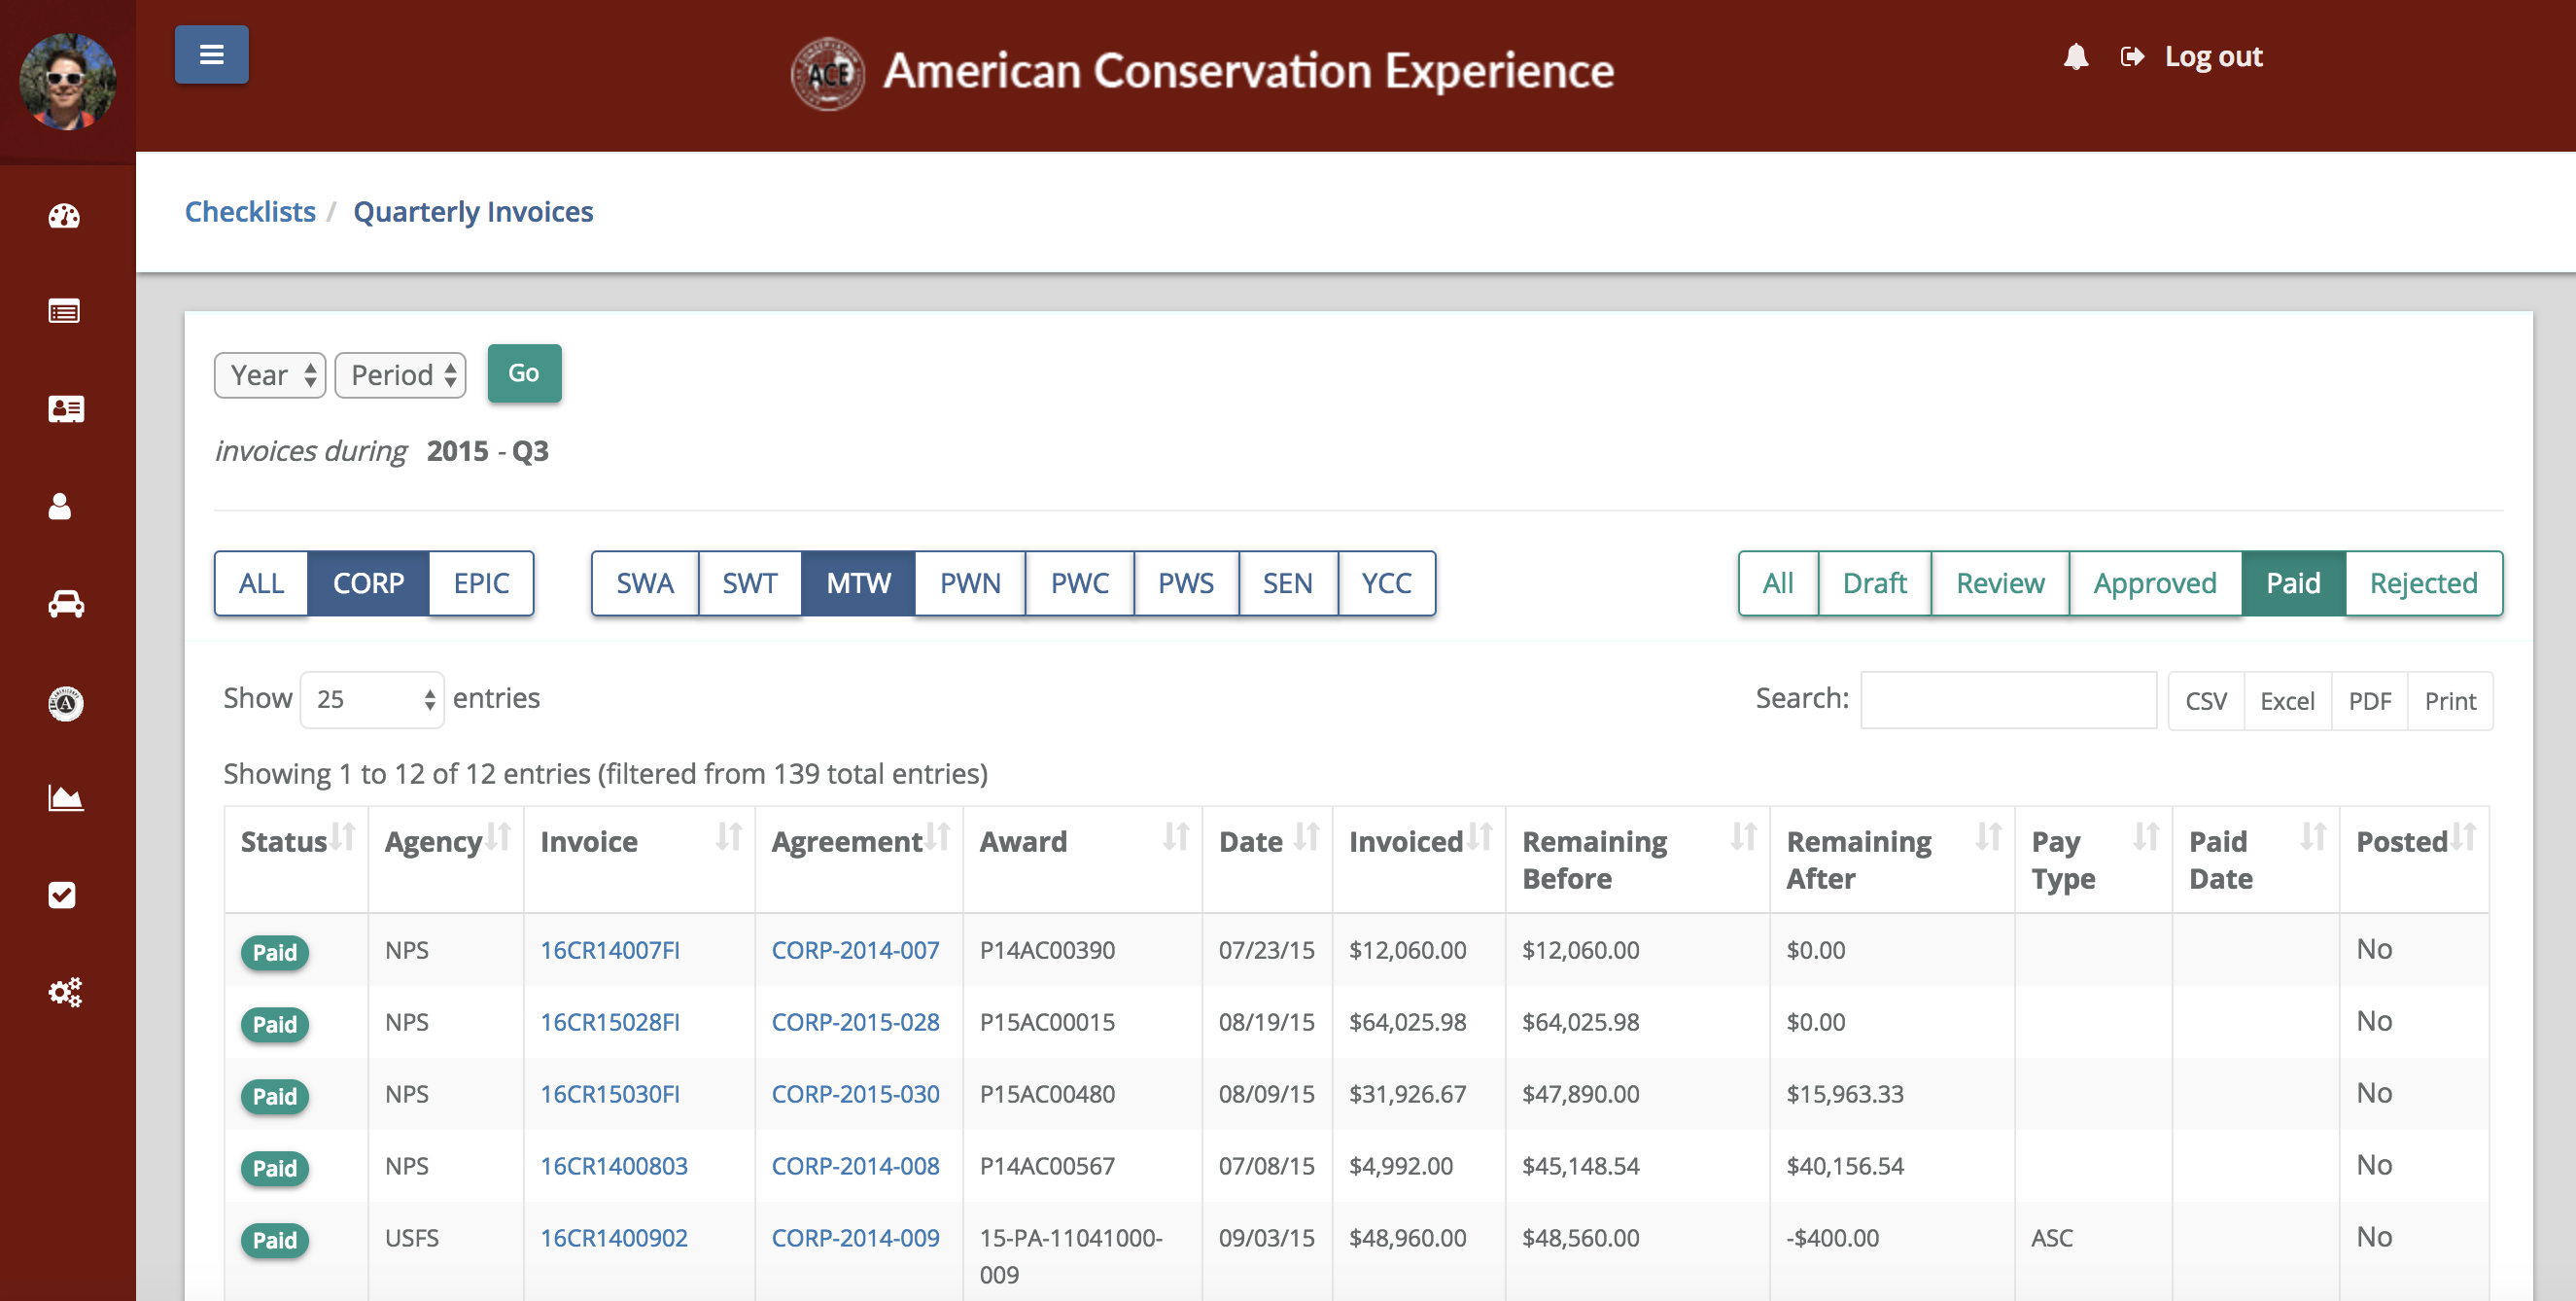 ACE American Conservation Experience
Log out
Checklists / Quarterly Invoices
Year Period Go
invoices during 2015 - Q3
ALL CORP EPIC SWA SWT MTW PWN PWC PWS SEN YCC All Draft Review Approved Paid Rejected
Show 25 entries Search: CSV Excel PDF Print
Showing 1 to 12 of 12 entries (filtered from 139 total entries)
Status Agency Invoice Agreement Award Date Invoiced Remaining Before Remaining After Pay Type Paid Date Posted
Paid NPS 16CR14007FI CORP-2014-007 P14AC00390 07/23/15 $12,060.00 $12,060.00 $0.00 No
Paid NPS 16CR15028FI CORP-2015-028 P15AC00015 08/19/15 $64,025.98 $64,025.98 $0.00 No
Paid NPS 16CR15030FI CORP-2015-030 P15AC00480 08/09/15 $31,926.67 $47,890.00 $15,963.33 No
Paid NPS 16CR1400803 CORP-2014-008 P14AC00567 07/08/15 $4,992.00 $45,148.54 $40,156.54 No
Paid USFS 16CR1400902 CORP-2014-009 15-PA-11041000-009 09/03/15 $48,960.00 $48,560.00 -$400.00 ASC No